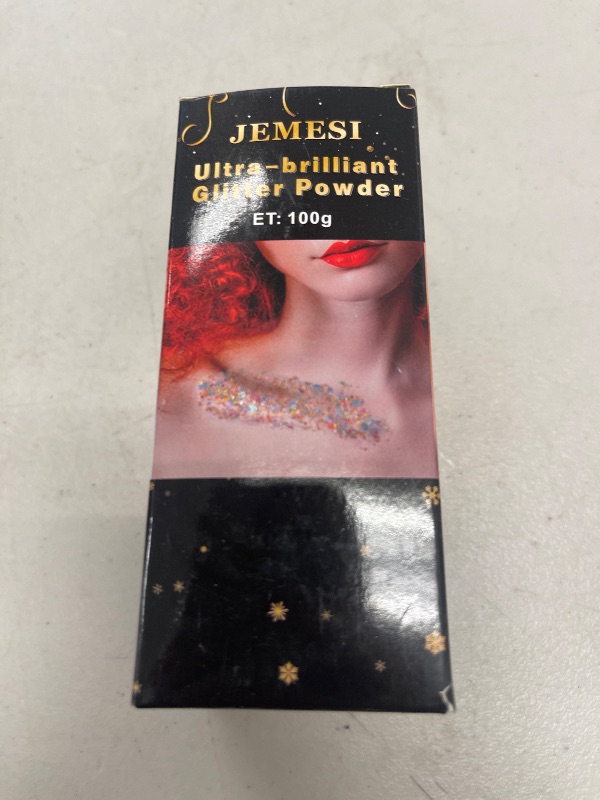 JEMESI
Ultra-brilliant
Glitter Powder
ET: 100g